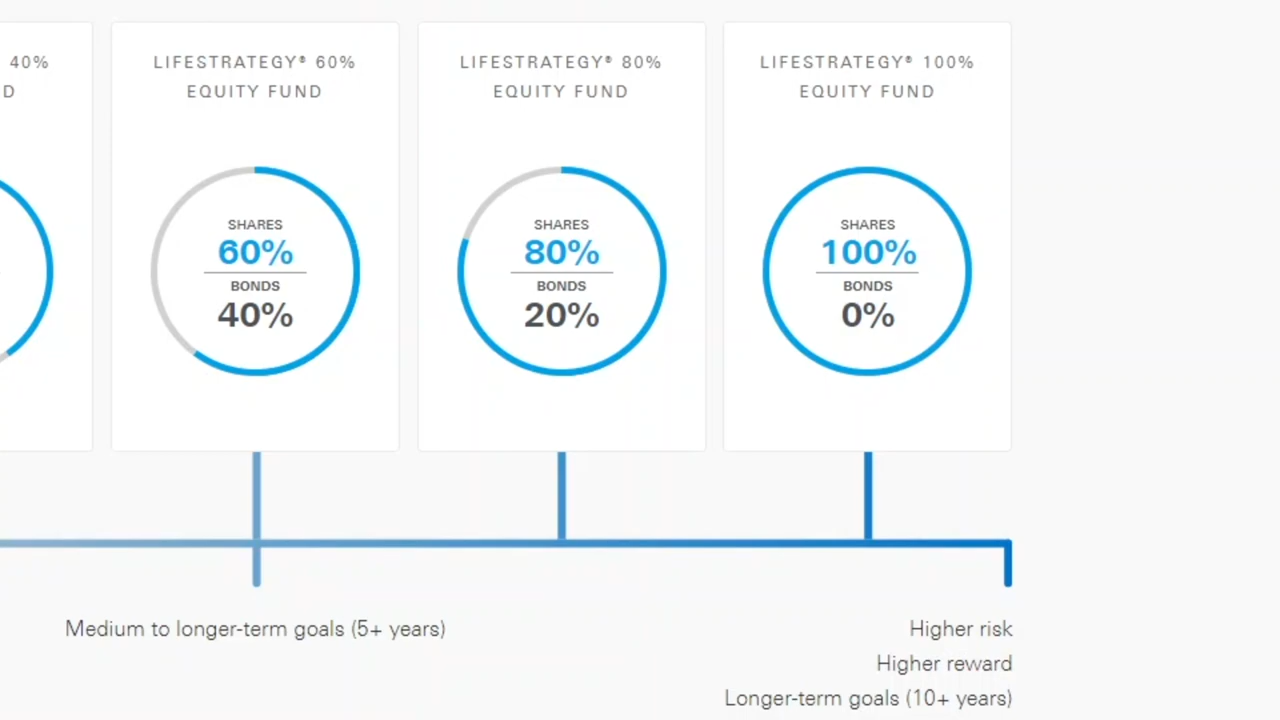 40%
D
LIFESTRATEGY® 60%
EQUITY FUND
SHARES
60%
BONDS
40%
LIFESTRATEGY® 80%
EQUITY FUND
SHARES
80%
BONDS
20%
LIFESTRATEGY® 100%
EQUITY FUND
SHARES
100%
BONDS
0%
Medium to longer-term goals (5+ years)
Higher risk
Higher reward
Longer-term goals (10+ years)